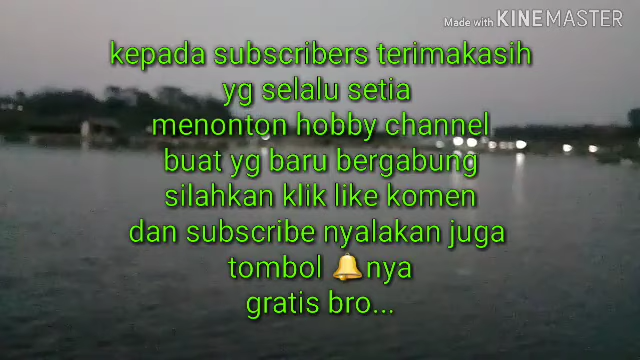 Made with KINEMASTER
kepada subscribers terimakasih
yg selalu setia
menonton hobby channel
buat yg baru bergabung
silahkan klik like komen
dan subscribe nyalakan juga
tombol 🔔nya
gratis bro...